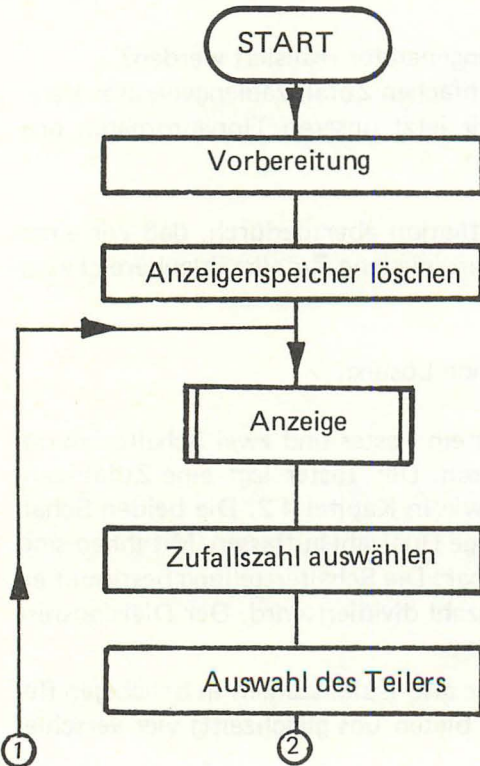 START
Vorbereitung
Anzeigenspeicher löschen
Anzeige
Zufallszahl auswählen
Auswahl des Teilers
1 2